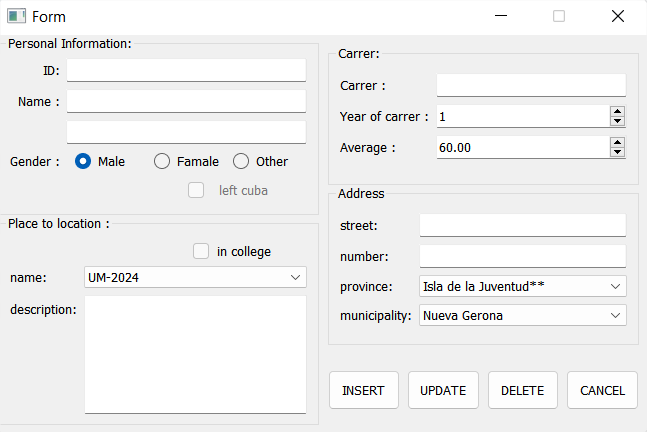 Form
Personal Information:
ID:
Name :
Gender :
Male
Famale
Other
left cuba
Place to location :
in college
name:
UM-2024
description:
Carrer:
Carrer :
Year of carrer :
1
Average :
60.00
Address
street:
number:
province:
Isla de la Juventud**
municipality:
Nueva Gerona
INSERT
UPDATE
DELETE
CANCEL